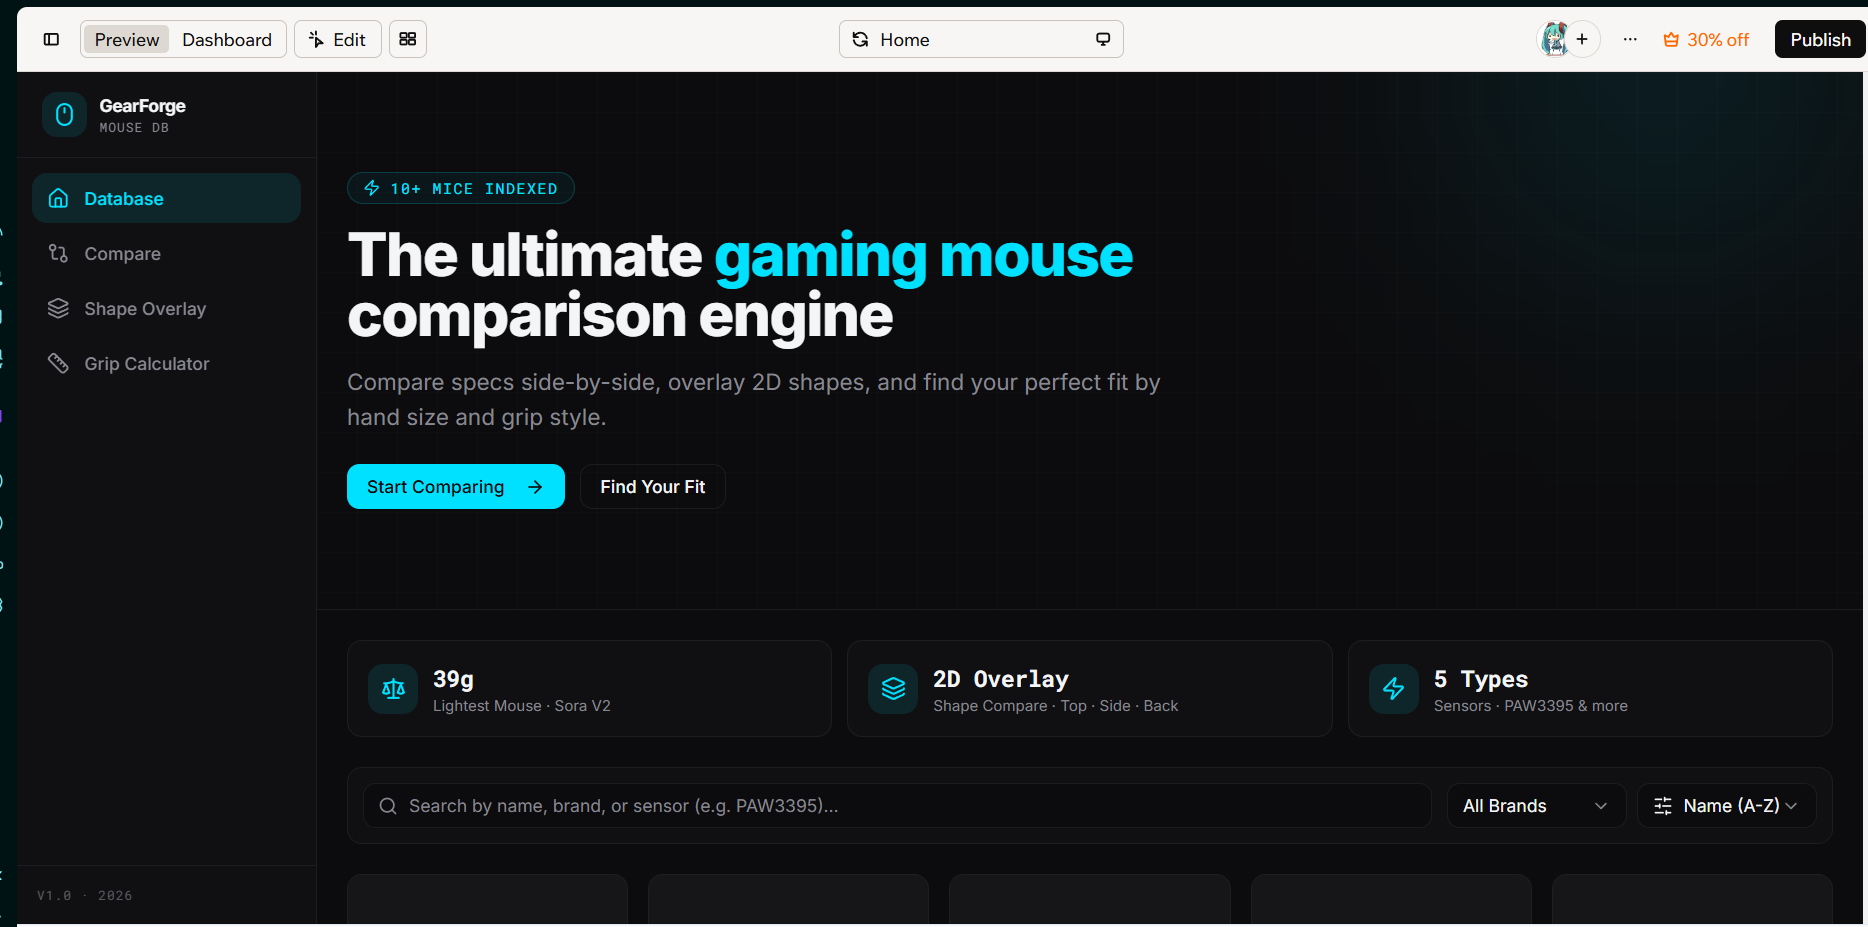 Preview
Dashboard
Edit
Home
30% off
Publish
GearForge
MOUSE DB
Database
Compare
Shape Overlay
Grip Calculator
V1.0 · 2026
10+ MICE INDEXED
The ultimate gaming mouse
comparison engine
Compare specs side-by-side, overlay 2D shapes, and find your perfect fit by
hand size and grip style.
Start Comparing
Find Your Fit
39g
Lightest Mouse · Sora V2
2D Overlay
Shape Compare · Top · Side · Back
5 Types
Sensors · PAW3395 & more
Search by name, brand, or sensor (e.g. PAW3395)...
All Brands
Name (A-Z)